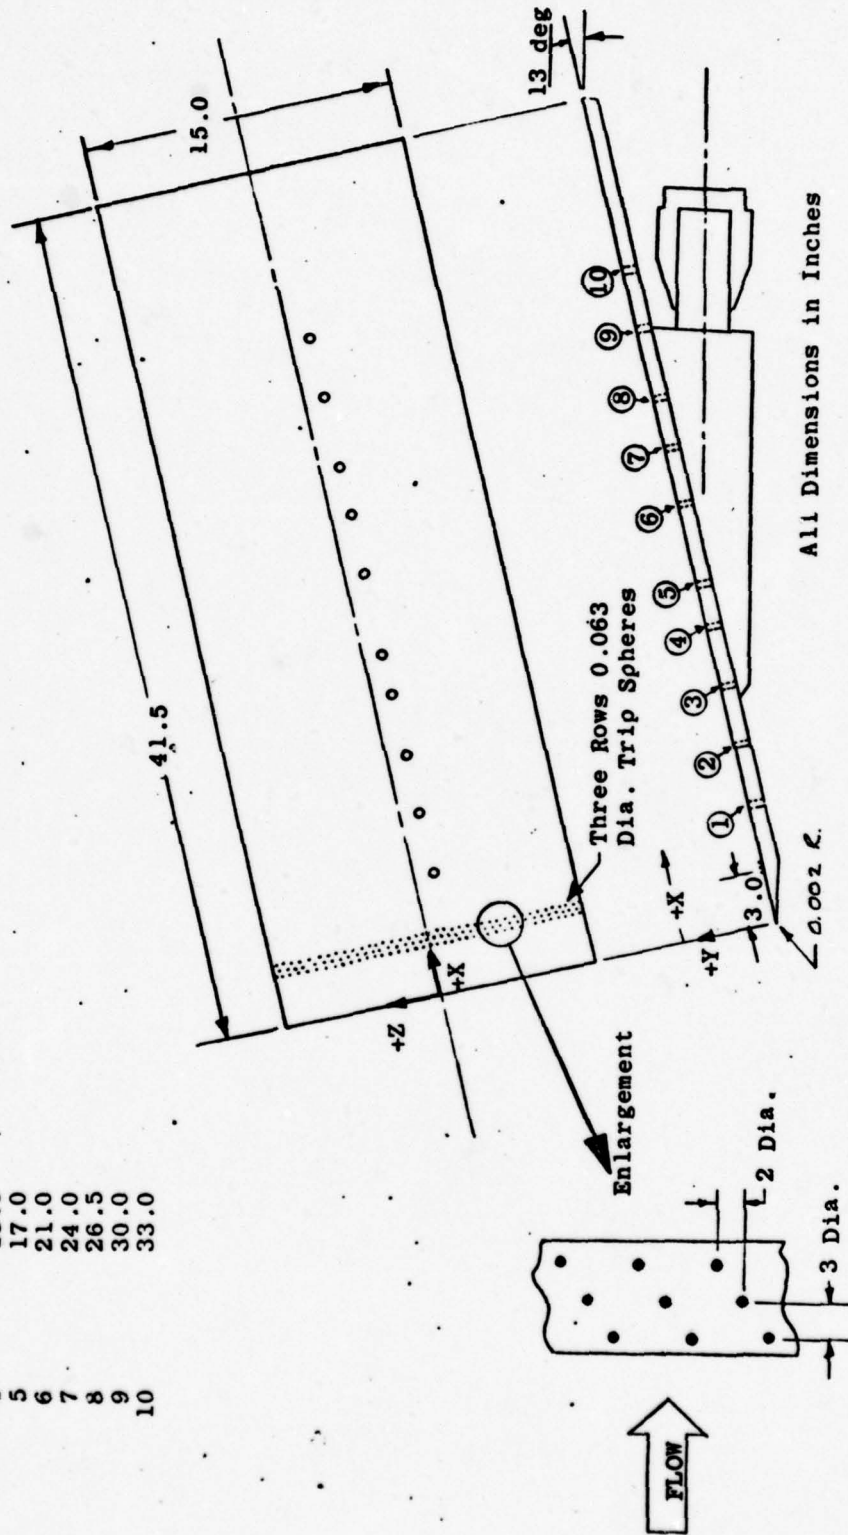 5 17.0
6 21.0
7 24.0
8 26.5
9 30.0
10 33.0
41.5
15.0
13 deg
+Z
+X
Three Rows 0.063
Dia. Trip Spheres
Enlargement
FLOW
2 Dia.
3 Dia.
+X
+Y
3.0
0.002 R.
1
2
3
4
5
6
7
8
9
10
All Dimensions in Inches